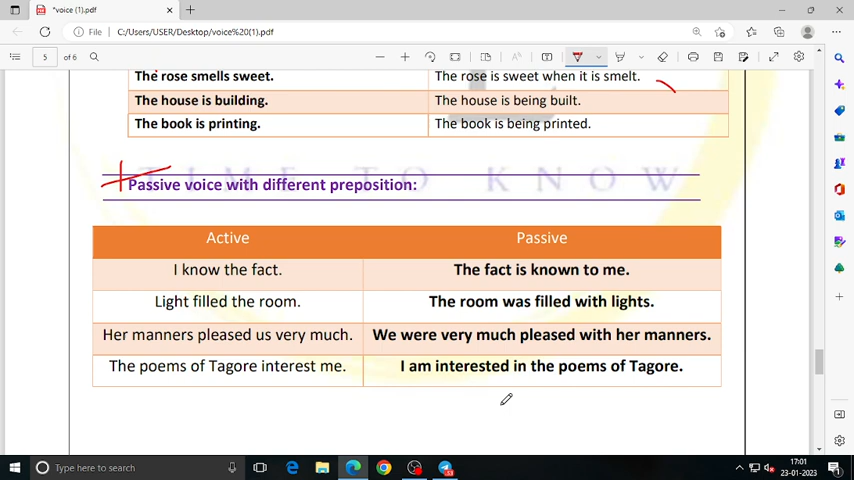 *voice (1).pdf
File
C:/Users/USER/Desktop/voice%20(1).pdf
5 of 6
The rose smells sweet. The rose is sweet when it is smelt.
The house is building. The house is being built.
The book is printing. The book is being printed.
TIME TO KNOW
Passive voice with different preposition:
Active Passive
I know the fact. The fact is known to me.
Light filled the room. The room was filled with lights.
Her manners pleased us very much. We were very much pleased with her manners.
The poems of Tagore interest me. I am interested in the poems of Tagore.
Type here to search
17:01
23-01-2023